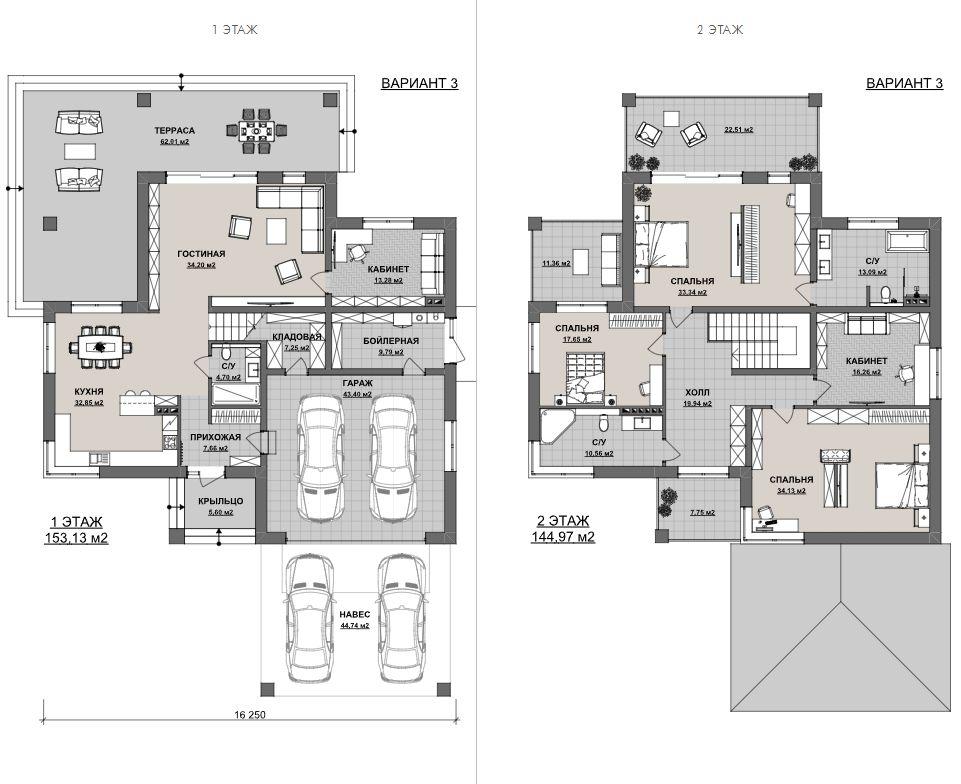 1 ЭТАЖ
ВАРИАНТ 3
ТЕРРАСА
62.01 м2
ГОСТИНАЯ
34,20 м2
КАБИНЕТ
13,28 м2
КЛАДОВАЯ
7,25 м2
БОЙЛЕРНАЯ
9,79 м2
С/У
4,70 м2
ГАРАЖ
43,40 м2
КУХНЯ
32,85 м2
ПРИХОЖАЯ
7,66 м2
КРЫЛЬЦО
5,60 м2
1 ЭТАЖ
153,13 м2
НАВЕС
44,74 м2
16 250
2 ЭТАЖ
ВАРИАНТ 3
22.51 м2
11,36 м2
С/У
13,09 м2
СПАЛЬНЯ
33,34 м2
СПАЛЬНЯ
17,65 м2
КАБИНЕТ
16,26 м2
ХОЛЛ
19,94 м2
С/У
10,56 м2
СПАЛЬНЯ
34,13 м2
7,75 м2
2 ЭТАЖ
144,97 м2